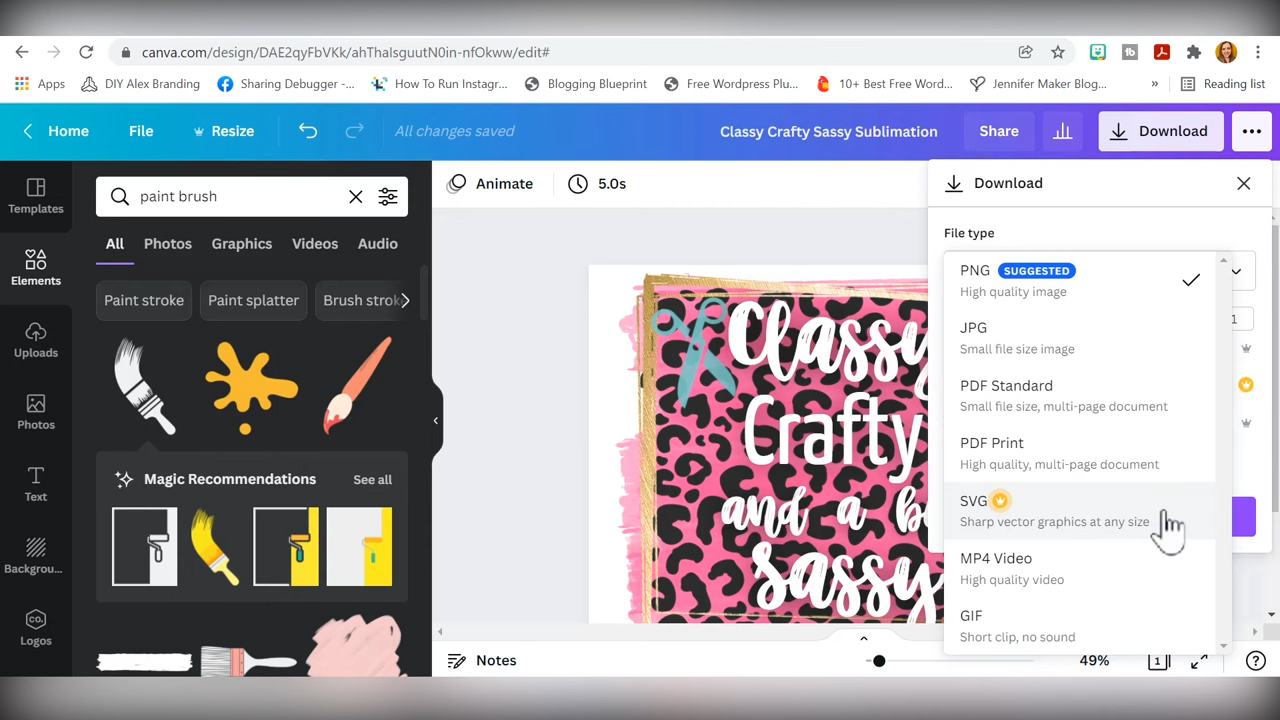 canva.com/design/DAE2qyFbVKk/ahThaIsguutN0in-nfOkww/edit#
Apps
DIY Alex Branding
Sharing Debugger -...
How To Run Instagr...
Blogging Blueprint
Free Wordpress Plu...
10+ Best Free Word...
Jennifer Maker Blog...
»
Reading list
Home
File
Resize
All changes saved
Classy Crafty Sassy Sublimation
Share
Download
Templates
Elements
Uploads
Photos
Text
Backgrou...
CO.
Logos
paint brush
All
Photos
Graphics
Videos
Audio
Paint stroke
Paint splatter
Brush strok
Magic Recommendations
See all
Animate
5.0s
Classy
Crafty
and a b
sassy
Download
File type
PNG SUGGESTED
High quality image
JPG
Small file size image
PDF Standard
Small file size, multi-page document
PDF Print
High quality, multi-page document
SVG
Sharp vector graphics at any size
MP4 Video
High quality video
GIF
Short clip, no sound
1
Notes
49%
1
?